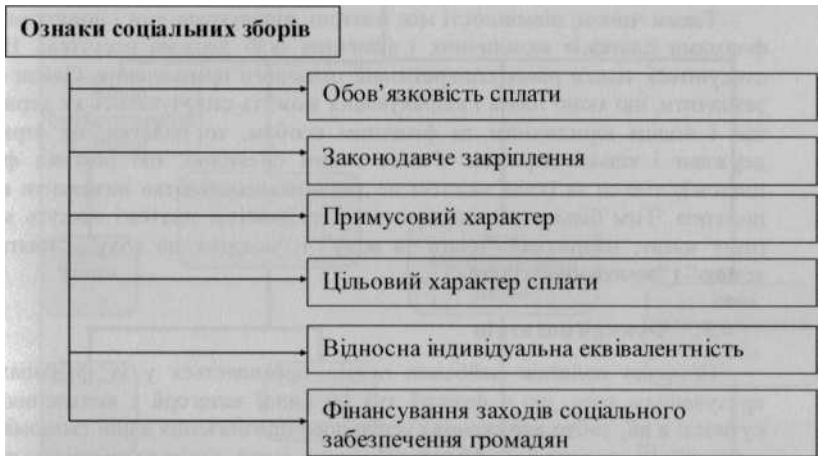 Ознаки соціальних зборів
Обов’язковість сплати
Законодавче закріплення
Примусовий характер
Цільовий характер сплати
Відносна індивідуальна еквівалентність
Фінансування заходів соціального
забезпечення громадян